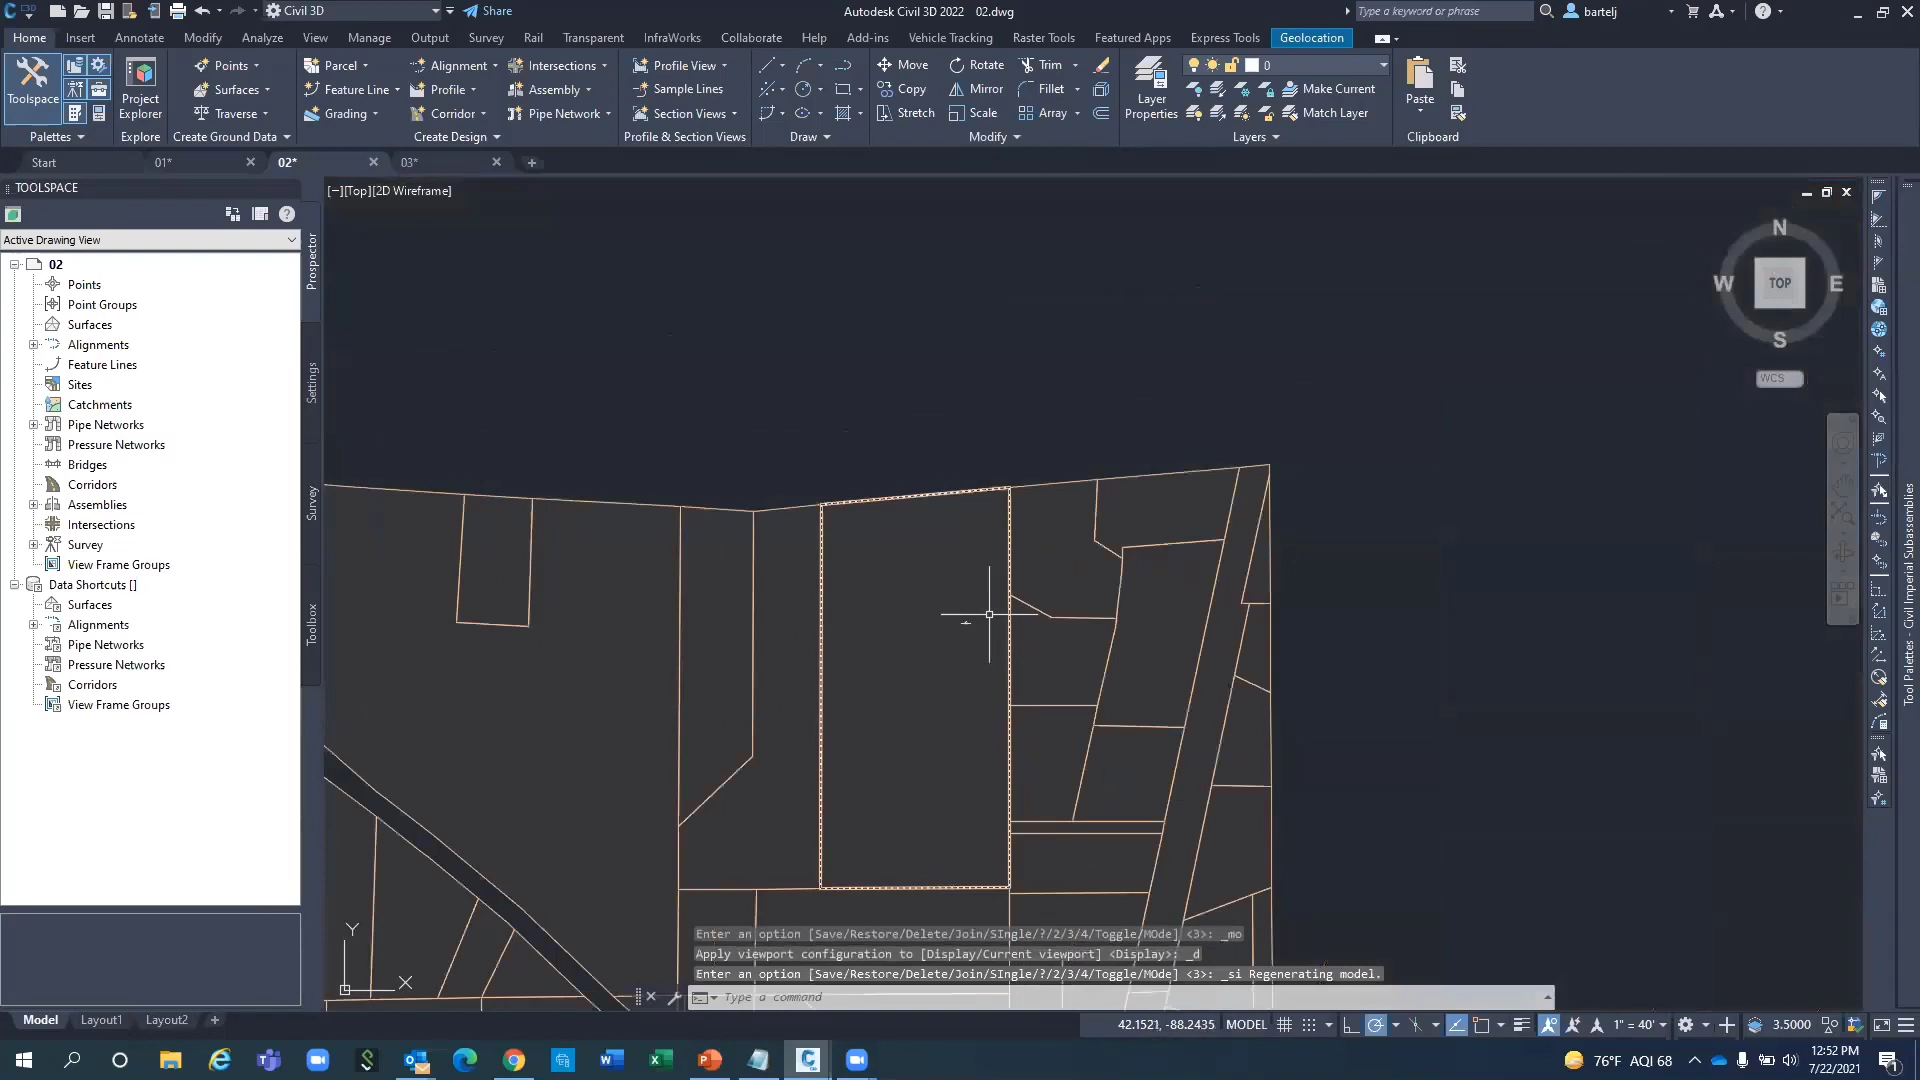 Civil 3D
Share
Autodesk Civil 3D 2022 02.dwg
Type a keyword or phrase
bartelj
Home Insert Annotate Modify Analyze View Manage Output Survey Rail Transparent InfraWorks Collaborate Help Add-ins Vehicle Tracking Raster Tools Featured Apps Express Tools Geolocation
Toolspace
Project Explorer
Points
Surfaces
Traverse
Parcel
Feature Line
Grading
Alignment
Profile
Corridor
Intersections
Assembly
Pipe Network
Profile View
Sample Lines
Section Views
Move
Copy
Stretch
Rotate
Mirror
Scale
Trim
Fillet
Array
Layer Properties
0
Make Current
Match Layer
Paste
Palettes Explore Create Ground Data Create Design Profile & Section Views Draw Modify Layers Clipboard
Start 01* 02* 03*
TOOLSPACE
[−][Top][2D Wireframe]
Active Drawing View
02
Points
Point Groups
Surfaces
Alignments
Feature Lines
Sites
Catchments
Pipe Networks
Pressure Networks
Bridges
Corridors
Assemblies
Intersections
Survey
View Frame Groups
Data Shortcuts []
Surfaces
Alignments
Pipe Networks
Pressure Networks
Corridors
View Frame Groups
Prospector
Settings
Survey
Toolbox
N
W TOP E
S
WCS
Tool Palettes - Civil Imperial Subassemblies
Y
X
Enter an option [Save/Restore/Delete/Join/SIngle/?/2/3/4/Toggle/MOde] <3>: _mo
Apply viewport configuration to [Display/Current viewport] <Display>: _d
Enter an option [Save/Restore/Delete/Join/SIngle/?/2/3/4/Toggle/MOde] <3>: _si Regenerating model.
Type a command
Model Layout1 Layout2
42.1521, -88.2435 MODEL 1" = 40' 3.5000
76°F AQI 68
12:52 PM
7/22/2021